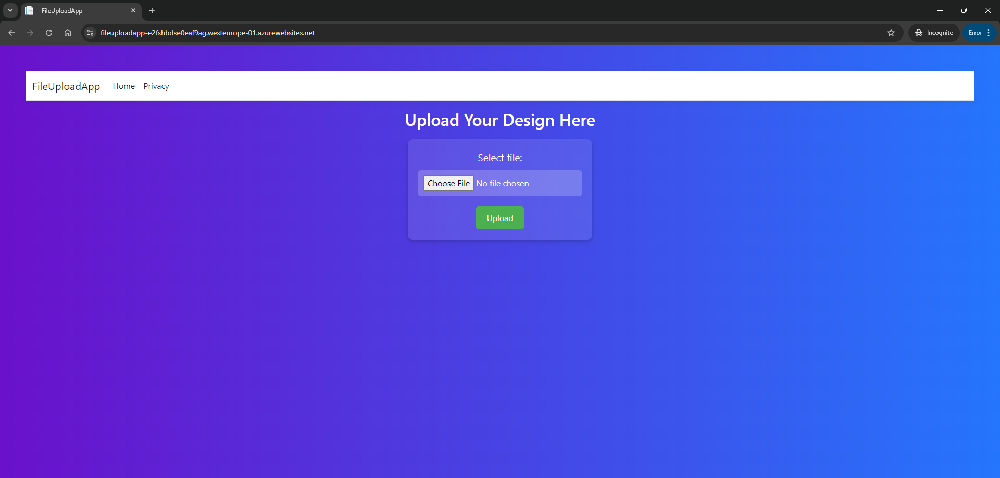 - FileUploadApp
fileuploadapp-e2fshbdse0eaf9ag.westeurope-01.azurewebsites.net
Incognito
Error
FileUploadApp Home Privacy
Upload Your Design Here
Select file:
Choose File No file chosen
Upload